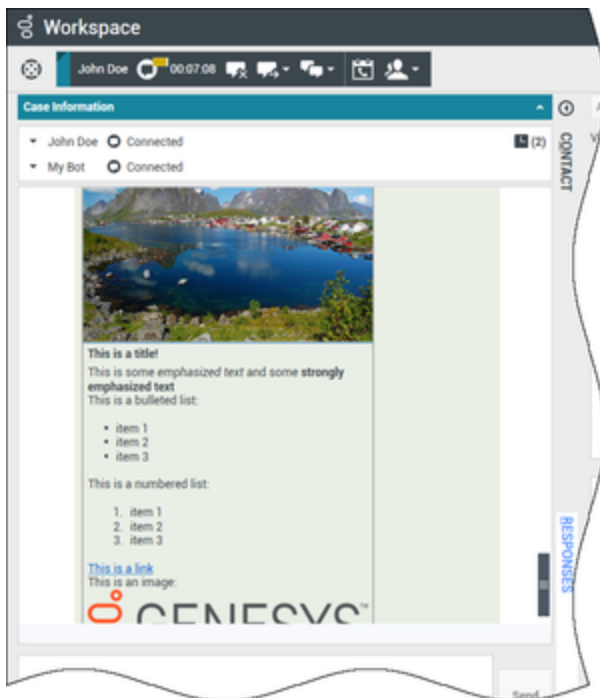 Workspace
John Doe 00:07:08
Case Information
John Doe Connected
(2)
My Bot Connected
CONTACT
This is a title!
This is some emphasized text and some strongly
emphasized text
This is a bulleted list:
• item 1
• item 2
• item 3
This is a numbered list:
1. item 1
2. item 2
3. item 3
This is a link
This is an image:
GENESYS™
RESPONSES
Send